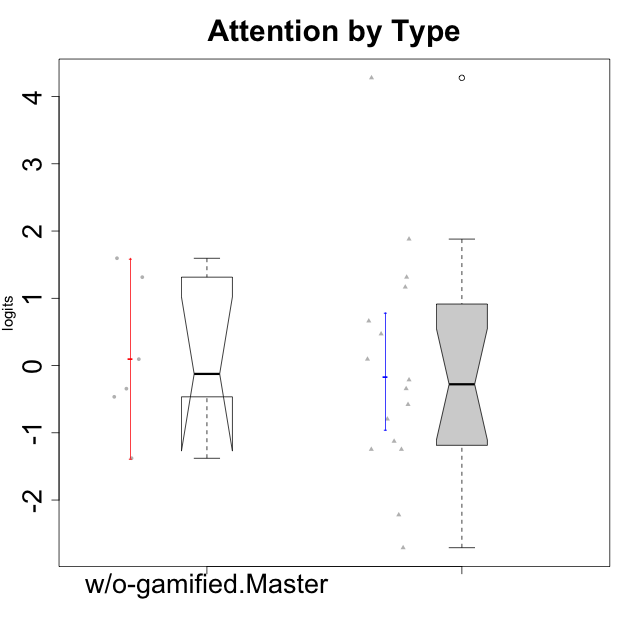 Attention by Type
4
3
2
1
0
-1
-2
logits
w/o-gamified.Master